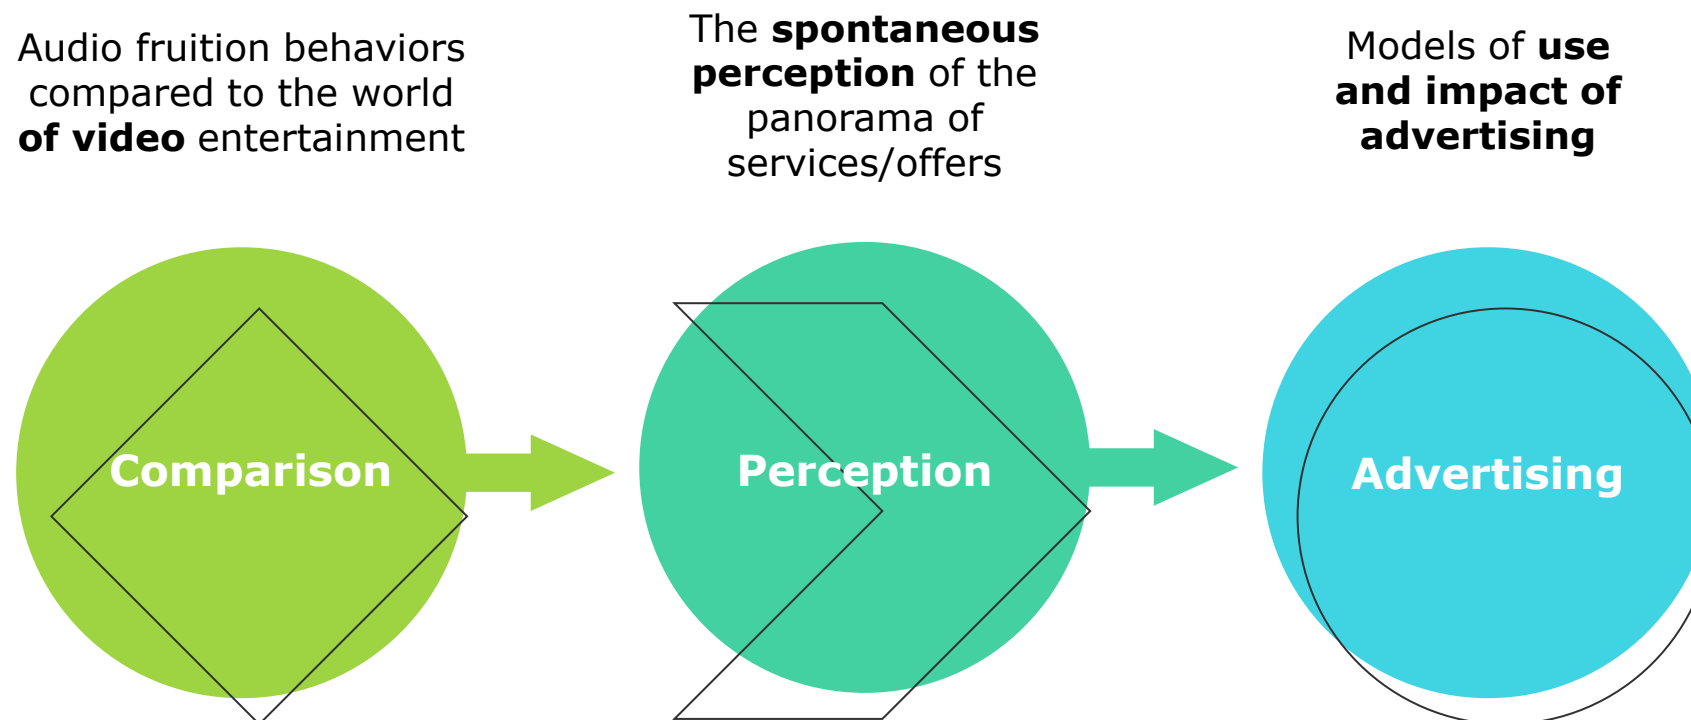 Audio fruition behaviors
compared to the world
of video entertainment
The spontaneous
perception of the
panorama of
services/offers
Models of use
and impact of
advertising
Comparison
Perception
Advertising